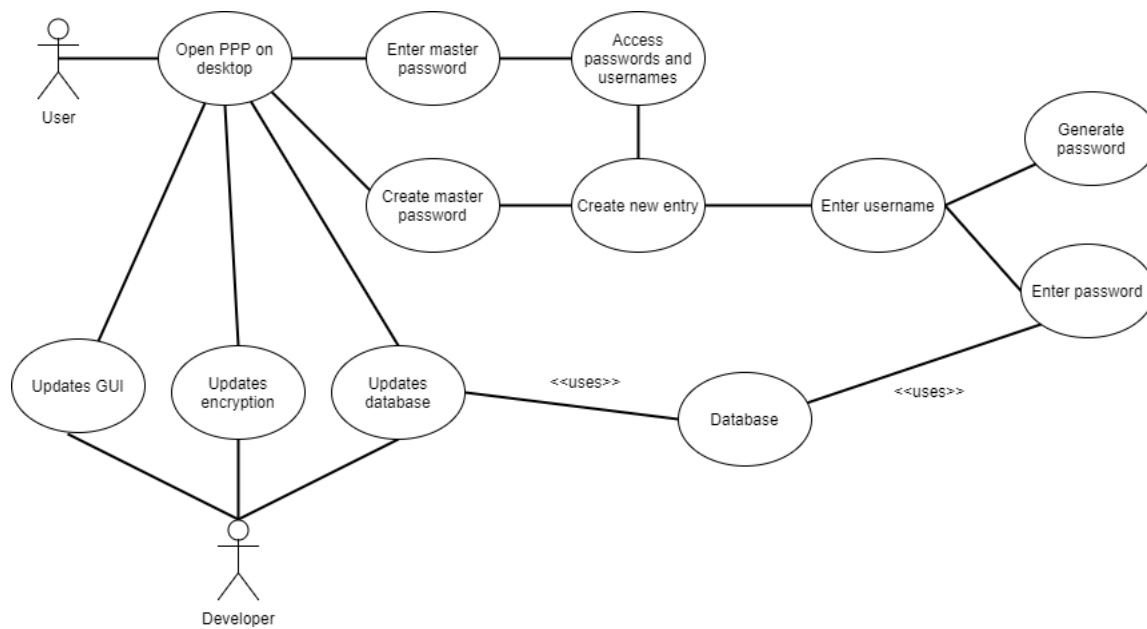 User
Open PPP on
desktop
Enter master
password
Access
passwords and
usernames
Create master
password
Create new entry
Enter username
Generate
password
Enter password
Updates GUI
Updates
encryption
Updates
database
<<uses>>
Database
<<uses>>
Developer